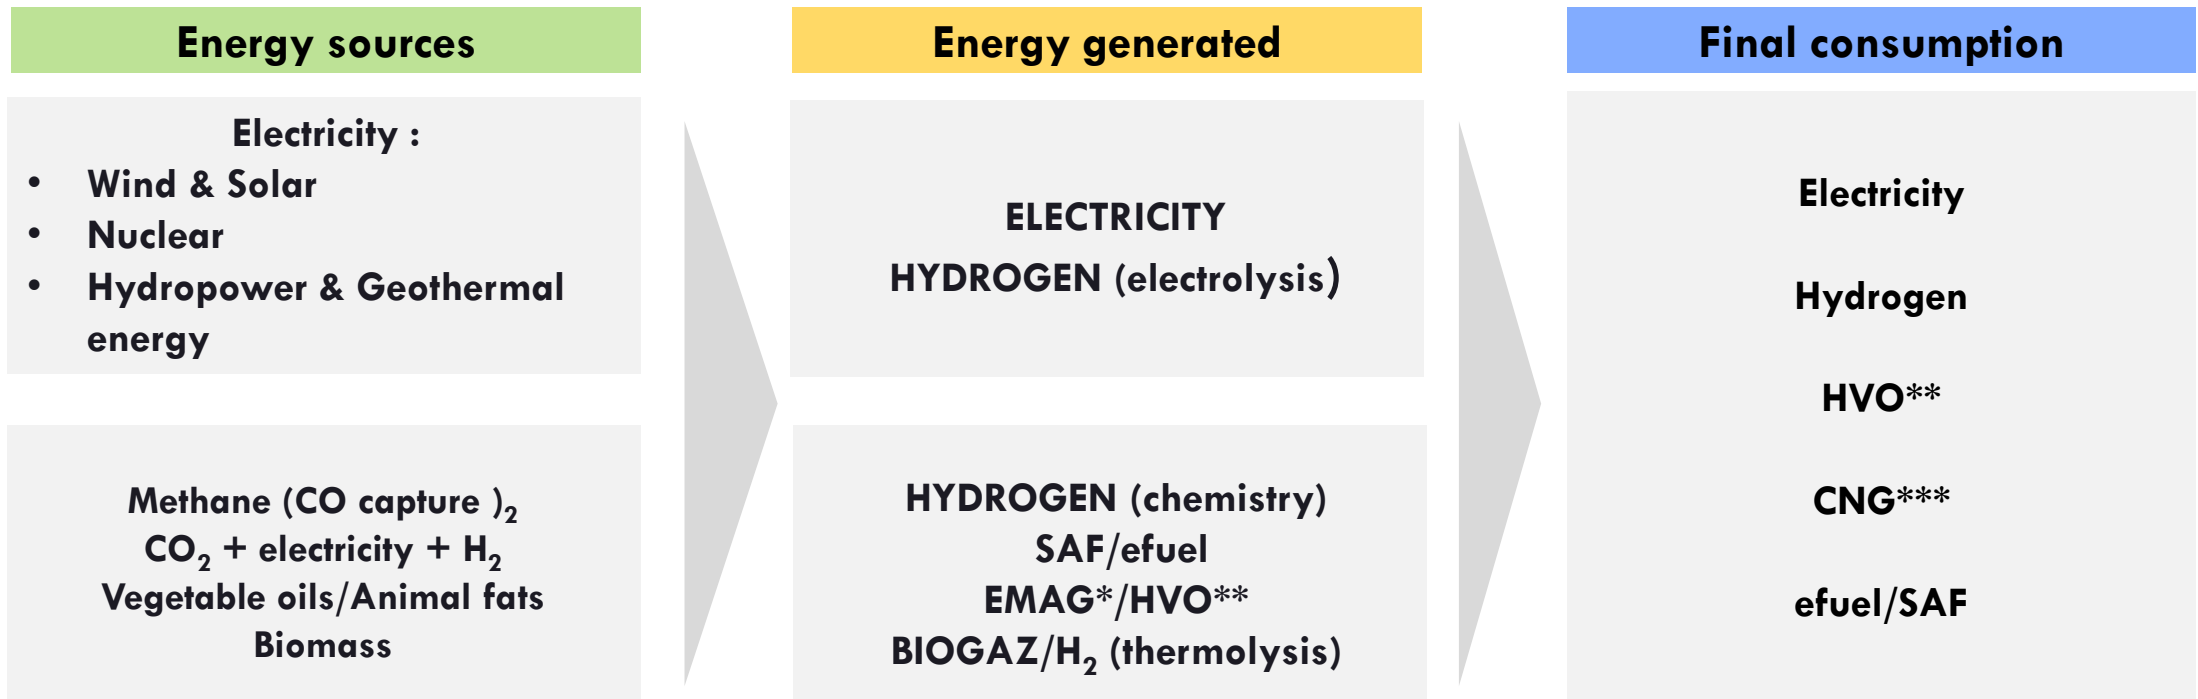 Energy sources
Electricity :
• Wind & Solar
• Nuclear
• Hydropower & Geothermal
energy
Methane (CO capture )₂
CO₂ + electricity + H₂
Vegetable oils/Animal fats
Biomass
Energy generated
ELECTRICITY
HYDROGEN (electrolysis)
HYDROGEN (chemistry)
SAF/efuel
EMAG*/HVO**
BIOGAZ/H₂ (thermolysis)
Final consumption
Electricity
Hydrogen
HVO**
CNG***
efuel/SAF